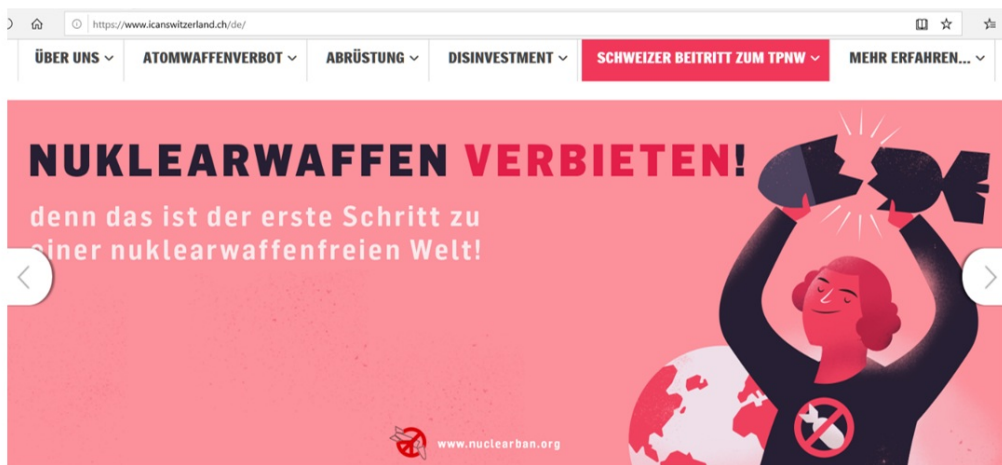 https://www.icanswitzerland.ch/de/
ÜBER UNS ATOMWAFFENVERBOT ABRÜSTUNG DISINVESTMENT SCHWEIZER BEITRITT ZUM TPNW MEHR ERFAHREN...
NUKLEARWAFFEN VERBIETEN!
denn das ist der erste Schritt zu
einer nuklearwaffenfreien Welt!
www.nuclearban.org